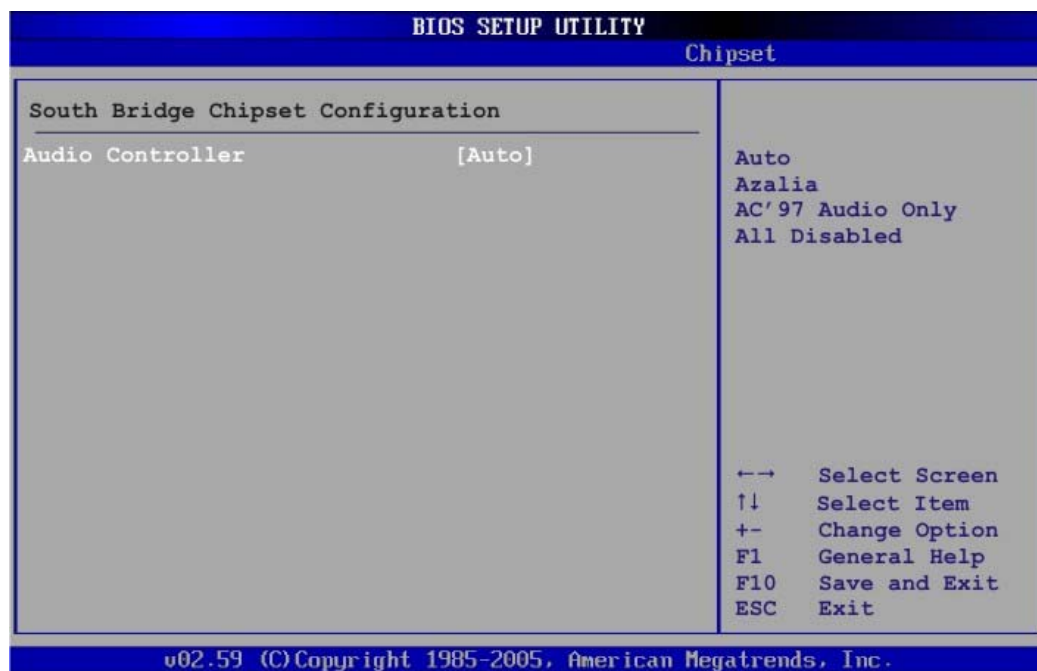 BIOS SETUP UTILITY
Chipset
South Bridge Chipset Configuration
Audio Controller [Auto]
Auto
Azalia
AC'97 Audio Only
All Disabled
←→ Select Screen
↑↓ Select Item
+- Change Option
F1 General Help
F10 Save and Exit
ESC Exit
v02.59 (C)Copyright 1985-2005, American Megatrends, Inc.